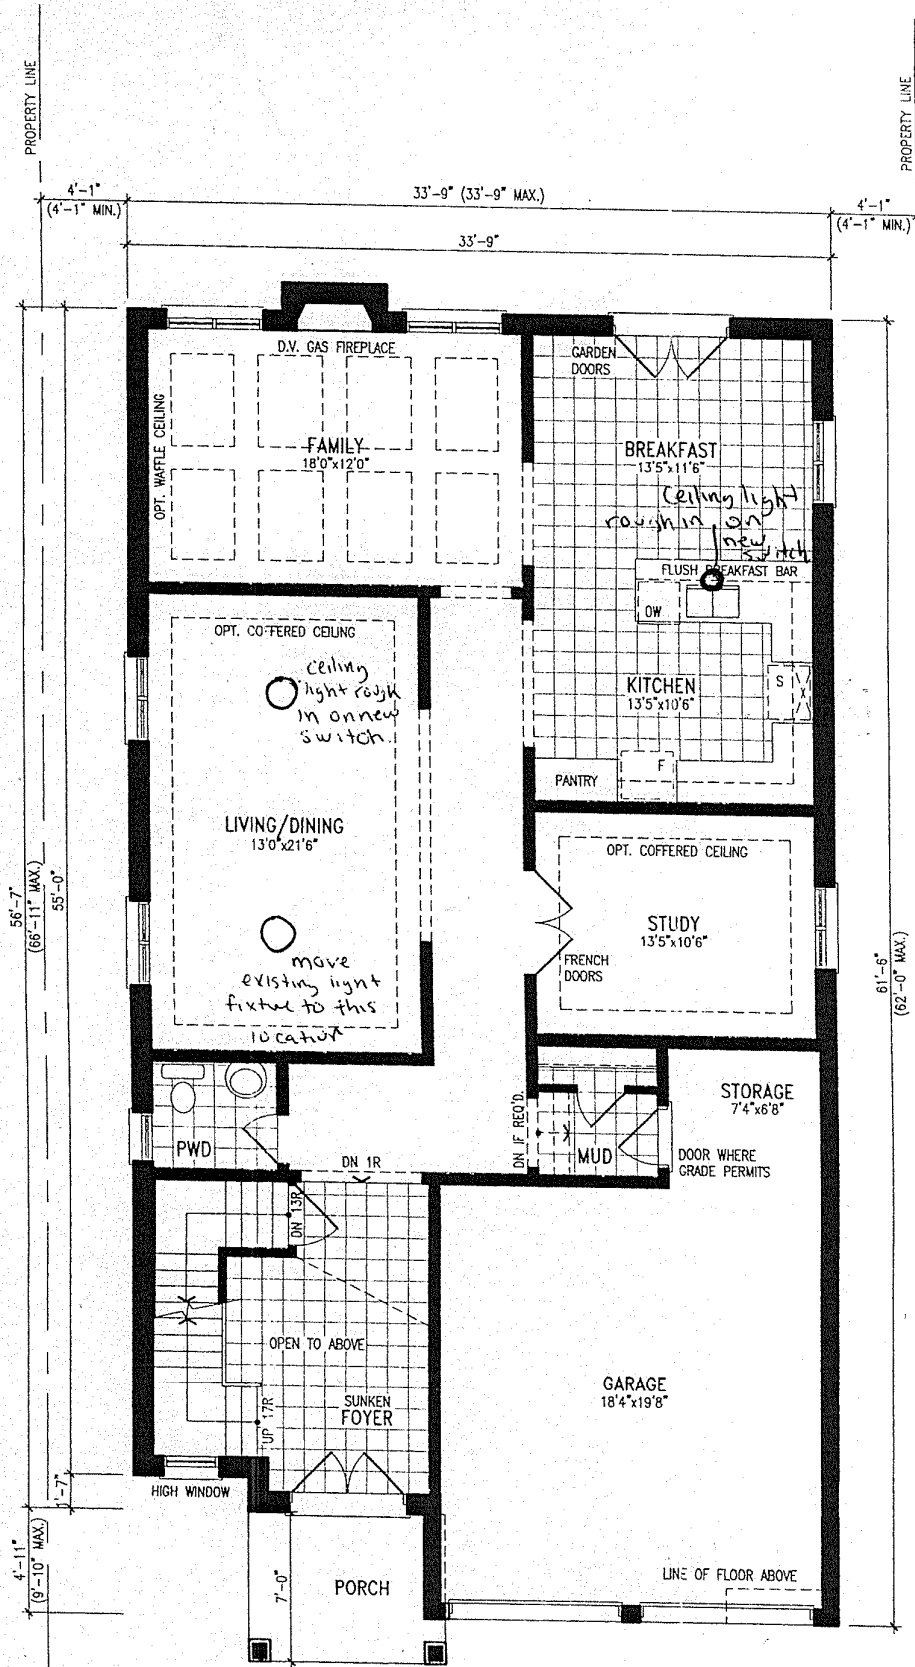 PROPERTY LINE
PROPERTY LINE
4'-1"
(4'-1" MIN.)
33'-9" (33'-9" MAX.)
4'-1"
(4'-1" MIN.)
33'-9"
D.V. GAS FIREPLACE
GARDEN
DOORS
OPT. WAFFLE CEILING
FAMILY
18'0"x12'0"
BREAKFAST
13'5"x11'6"
Ceiling light
rough in on
new
switch
FLUSH BREAKFAST BAR
DW
OPT. COFFERED CEILING
ceiling
light rough
in on new
switch.
KITCHEN
13'5"x10'6"
S
F
PANTRY
LIVING/DINING
13'0"x21'6"
OPT. COFFERED CEILING
STUDY
13'5"x10'6"
FRENCH
DOORS
move
existing light
fixture to this
location
56'-7"
(66'-11" MAX.)
55'-0"
61'-6"
(62'-0" MAX.)
STORAGE
7'4"x6'8"
PWD
DN IF REQ'D.
MUD
DOOR WHERE
GRADE PERMITS
DN 1R
DN 13R
OPEN TO ABOVE
SUNKEN
FOYER
UP 17R
GARAGE
18'4"x19'8"
HIGH WINDOW
1'-7"
4'-11"
(9'-10" MAX.)
7'-0"
PORCH
LINE OF FLOOR ABOVE